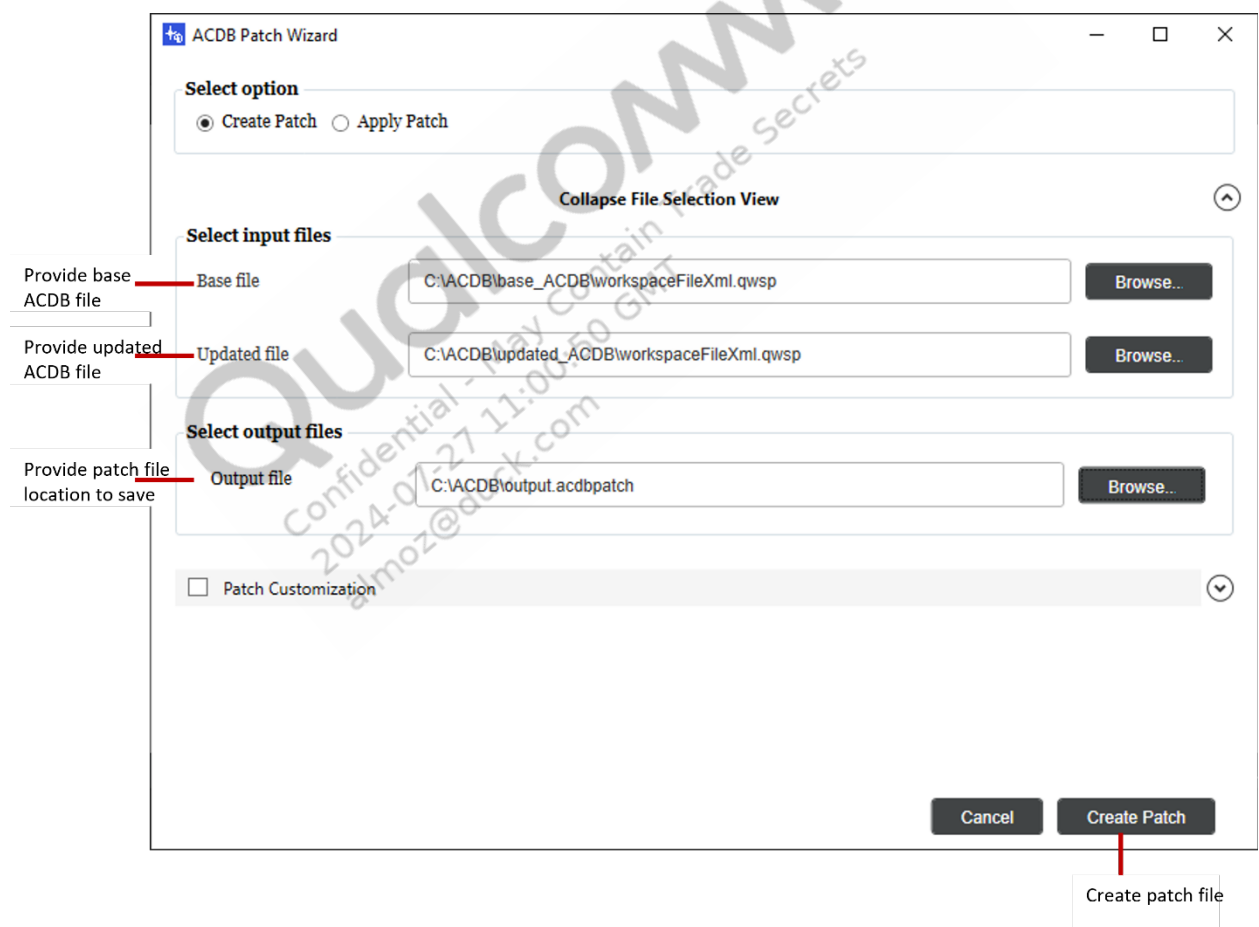 ACDB Patch Wizard
Select option
Create Patch
Apply Patch
Collapse File Selection View
Select input files
Provide base
ACDB file
Base file
C:\ACDB\base_ACDB\workspaceFileXml.qwsp
Browse...
Provide updated
ACDB file
Updated file
C:\ACDB\updated_ACDB\workspaceFileXml.qwsp
Browse...
Select output files
Provide patch file
location to save
Output file
C:\ACDB\output.acdbpatch
Browse...
Patch Customization
Cancel
Create Patch
Create patch file
Qualcomm
Confidential - May Contain Trade Secrets
2024-07-27 11:00:50 GMT
almoz@duck.com